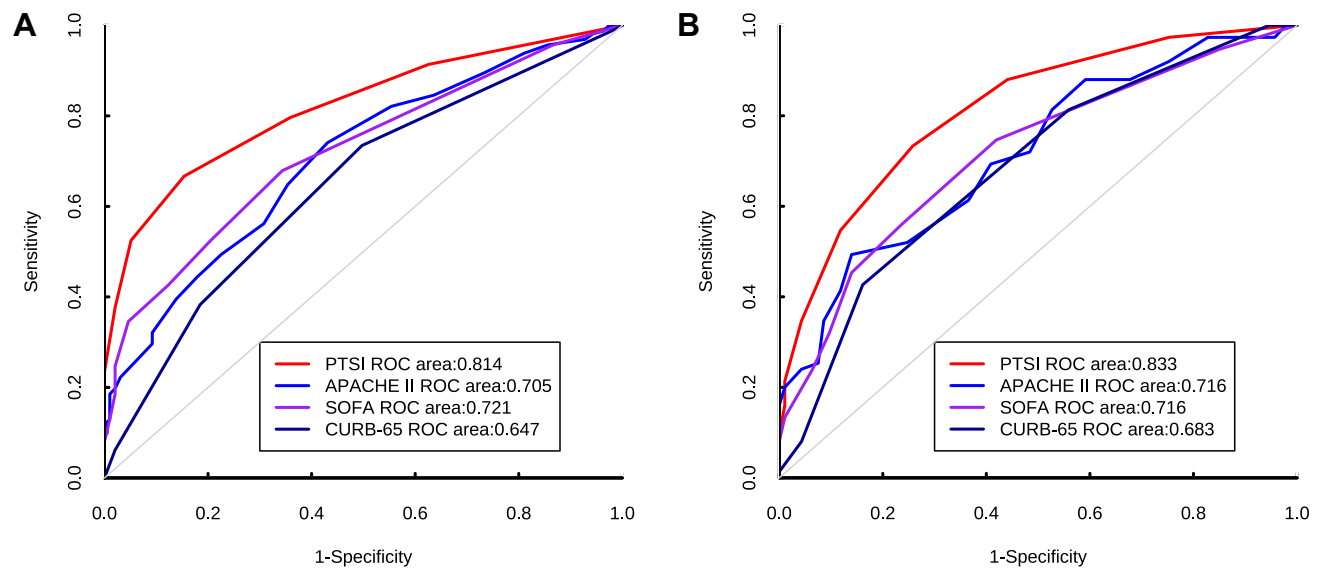 A
1.0
0.8
0.6
0.4
0.2
0.0
Sensitivity
PTSI ROC area:0.814
APACHE II ROC area:0.705
SOFA ROC area:0.721
CURB-65 ROC area:0.647
0.0 0.2 0.4 0.6 0.8 1.0
1-Specificity
B
1.0
0.8
0.6
0.4
0.2
0.0
Sensitivity
PTSI ROC area:0.833
APACHE II ROC area:0.716
SOFA ROC area:0.716
CURB-65 ROC area:0.683
0.0 0.2 0.4 0.6 0.8 1.0
1-Specificity